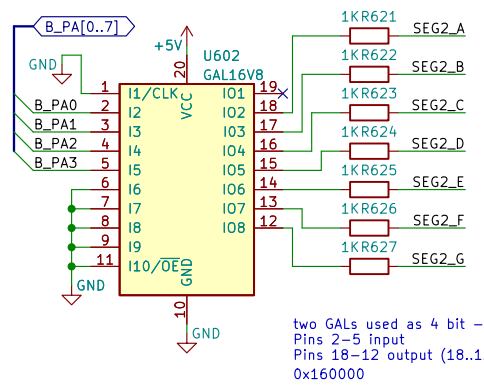 B_PA[0..7]
+5V
GND
U602
GAL16V8
20
VCC
1 I1/CLK
B_PA0 2 I2
B_PA1 3 I3
B_PA2 4 I4
B_PA3 5 I5
6 I6
7 I7
8 I8
9 I9
11 I10/OE
IO1 19
IO2 18
IO3 17
IO4 16
IO5 15
IO6 14
IO7 13
IO8 12
GND
10
GND
GND
1KR621 SEG2_A
1KR622 SEG2_B
1KR623 SEG2_C
1KR624 SEG2_D
1KR625 SEG2_E
1KR626 SEG2_F
1KR627 SEG2_G
two GALs used as 4 bit –
Pins 2-5 input
Pins 18-12 output (18..1
0x160000